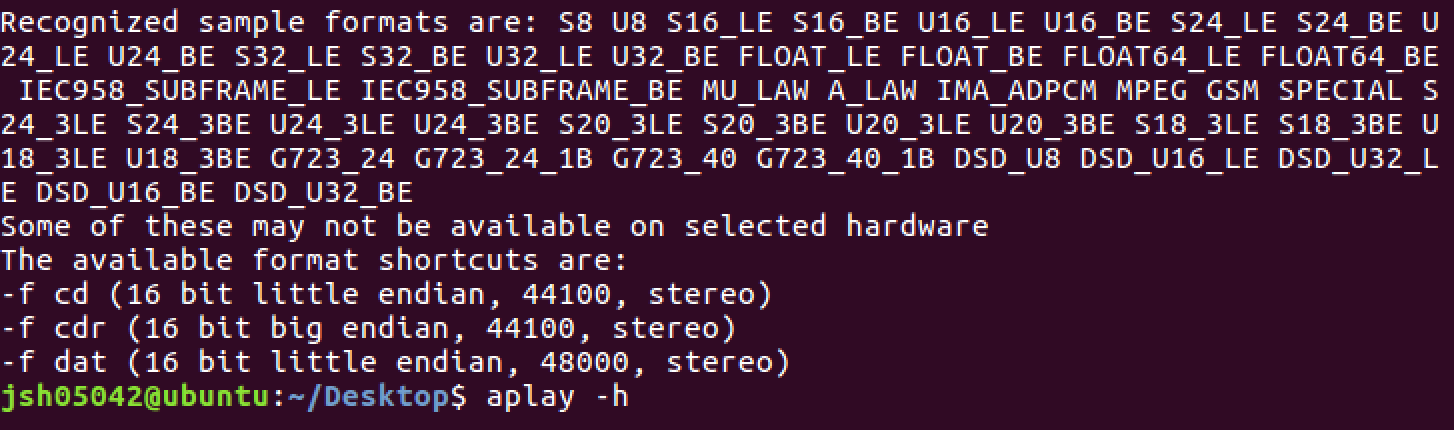 Recognized sample formats are: S8 U8 S16_LE S16_BE U16_LE U16_BE S24_LE S24_BE U
24_LE U24_BE S32_LE S32_BE U32_LE U32_BE FLOAT_LE FLOAT_BE FLOAT64_LE FLOAT64_BE
 IEC958_SUBFRAME_LE IEC958_SUBFRAME_BE MU_LAW A_LAW IMA_ADPCM MPEG GSM SPECIAL S
24_3LE S24_3BE U24_3LE U24_3BE S20_3LE S20_3BE U20_3LE U20_3BE S18_3LE S18_3BE U
18_3LE U18_3BE G723_24 G723_24_1B G723_40 G723_40_1B DSD_U8 DSD_U16_LE DSD_U32_L
E DSD_U16_BE DSD_U32_BE
Some of these may not be available on selected hardware
The available format shortcuts are:
-f cd (16 bit little endian, 44100, stereo)
-f cdr (16 bit big endian, 44100, stereo)
-f dat (16 bit little endian, 48000, stereo)
jsh05042@ubuntu:~/Desktop$ aplay -h